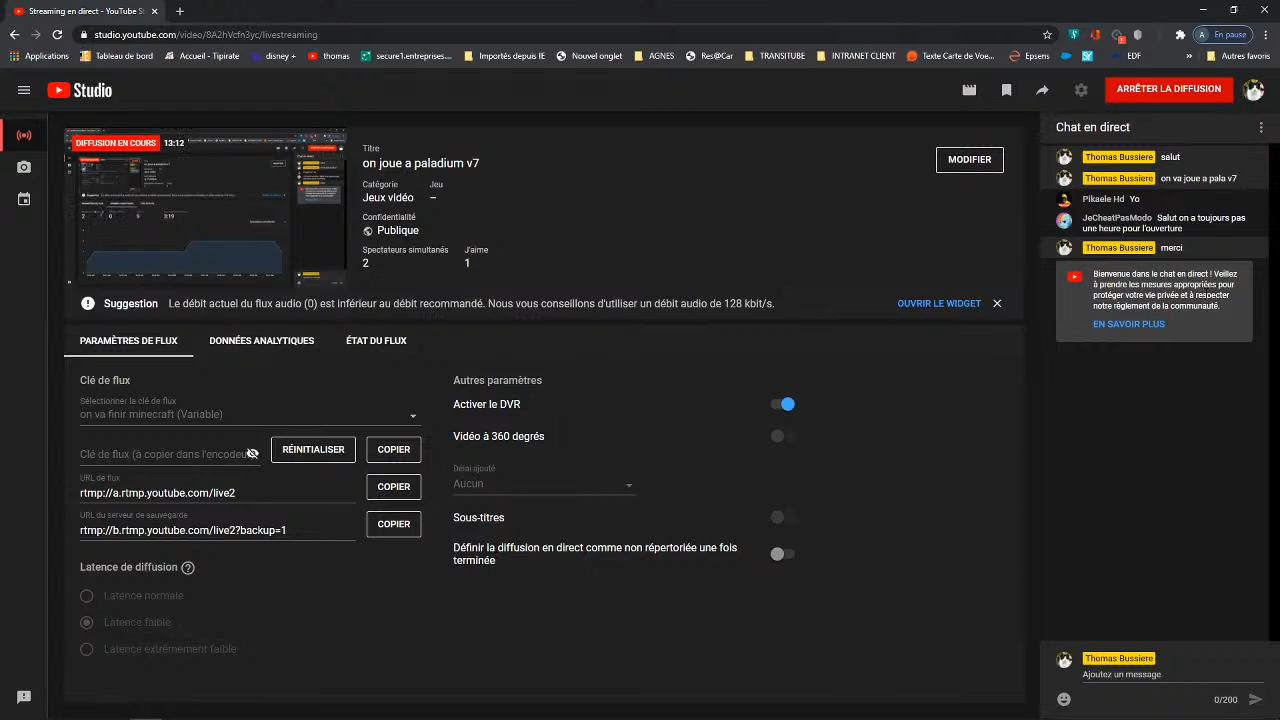 Streaming en direct - YouTube St
studio.youtube.com/video/8A2hVcfn3yc/livestreaming
A En pause
Applications
Tableau de bord
Accueil - Tipirate
disney +
thomas
secure1.entreprises....
Importé depuis IE
Nouvel onglet
AGNES
Res@Car
TRANSITUBE
INTRANET CLIENT
Texte Carte de Voe...
Epsens
EDF
»
Autres favoris
Studio
ARRÊTER LA DIFFUSION
DIFFUSION EN COURS
13:12
Titre
on joue a paladium v7
MODIFIER
Catégorie
Jeu
Jeux vidéo
–
Confidentialité
Publique
Spectateurs simultanés
J'aime
2
1
Suggestion
Le débit actuel du flux audio (0) est inférieur au débit recommandé. Nous vous conseillons d'utiliser un débit audio de 128 kbit/s.
OUVRIR LE WIDGET
PARAMÈTRES DE FLUX
DONNÉES ANALYTIQUES
ÉTAT DU FLUX
Clé de flux
Sélectionner la clé de flux
on va finir minecraft (Variable)
Clé de flux (à copier dans l'encodeu
RÉINITIALISER
COPIER
URL de flux
rtmp://a.rtmp.youtube.com/live2
COPIER
URL du serveur de sauvegarde
rtmp://b.rtmp.youtube.com/live2?backup=1
COPIER
Latence de diffusion
Latence normale
Latence faible
Latence extrêmement faible
Autres paramètres
Activer le DVR
Vidéo à 360 degrés
Délai ajouté
Aucun
Sous-titres
Définir la diffusion en direct comme non répertoriée une fois
terminée
Chat en direct
Thomas Bussiere salut
Thomas Bussiere on vé joue a pala v7
Pikaele Hd Yo
JeCheatPasModo Salut on a toujours pas
une heure pour l'ouverture
Thomas Bussiere merci
Bienvenue dans le chat en direct ! Veillez
à prendre les mesures appropriées pour
protéger votre vie privée et à respecter
notre règlement de la communauté.
EN SAVOIR PLUS
Thomas Bussiere
Ajoutez un message
0/200